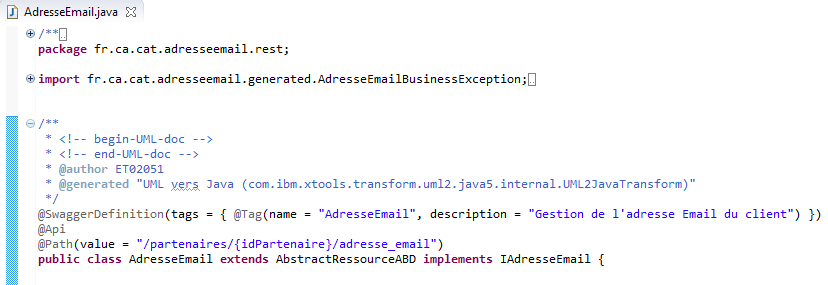 AdresseEmail.java
/**
package fr.ca.cat.adresseemail.rest;
import fr.ca.cat.adresseemail.generated.AdresseEmailBusinessException;
/**
* <!-- begin-UML-doc -->
* <!-- end-UML-doc -->
* @author ET02051
* @generated "UML vers Java (com.ibm.xtools.transform.uml2.java5.internal.UML2JavaTransform)"
*/
@SwaggerDefinition(tags = { @Tag(name = "AdresseEmail", description = "Gestion de l'adresse Email du client") })
@Api
@Path(value = "/partenaires/{idPartenaire}/adresse_email")
public class AdresseEmail extends AbstractRessourceABD implements IAdresseEmail {